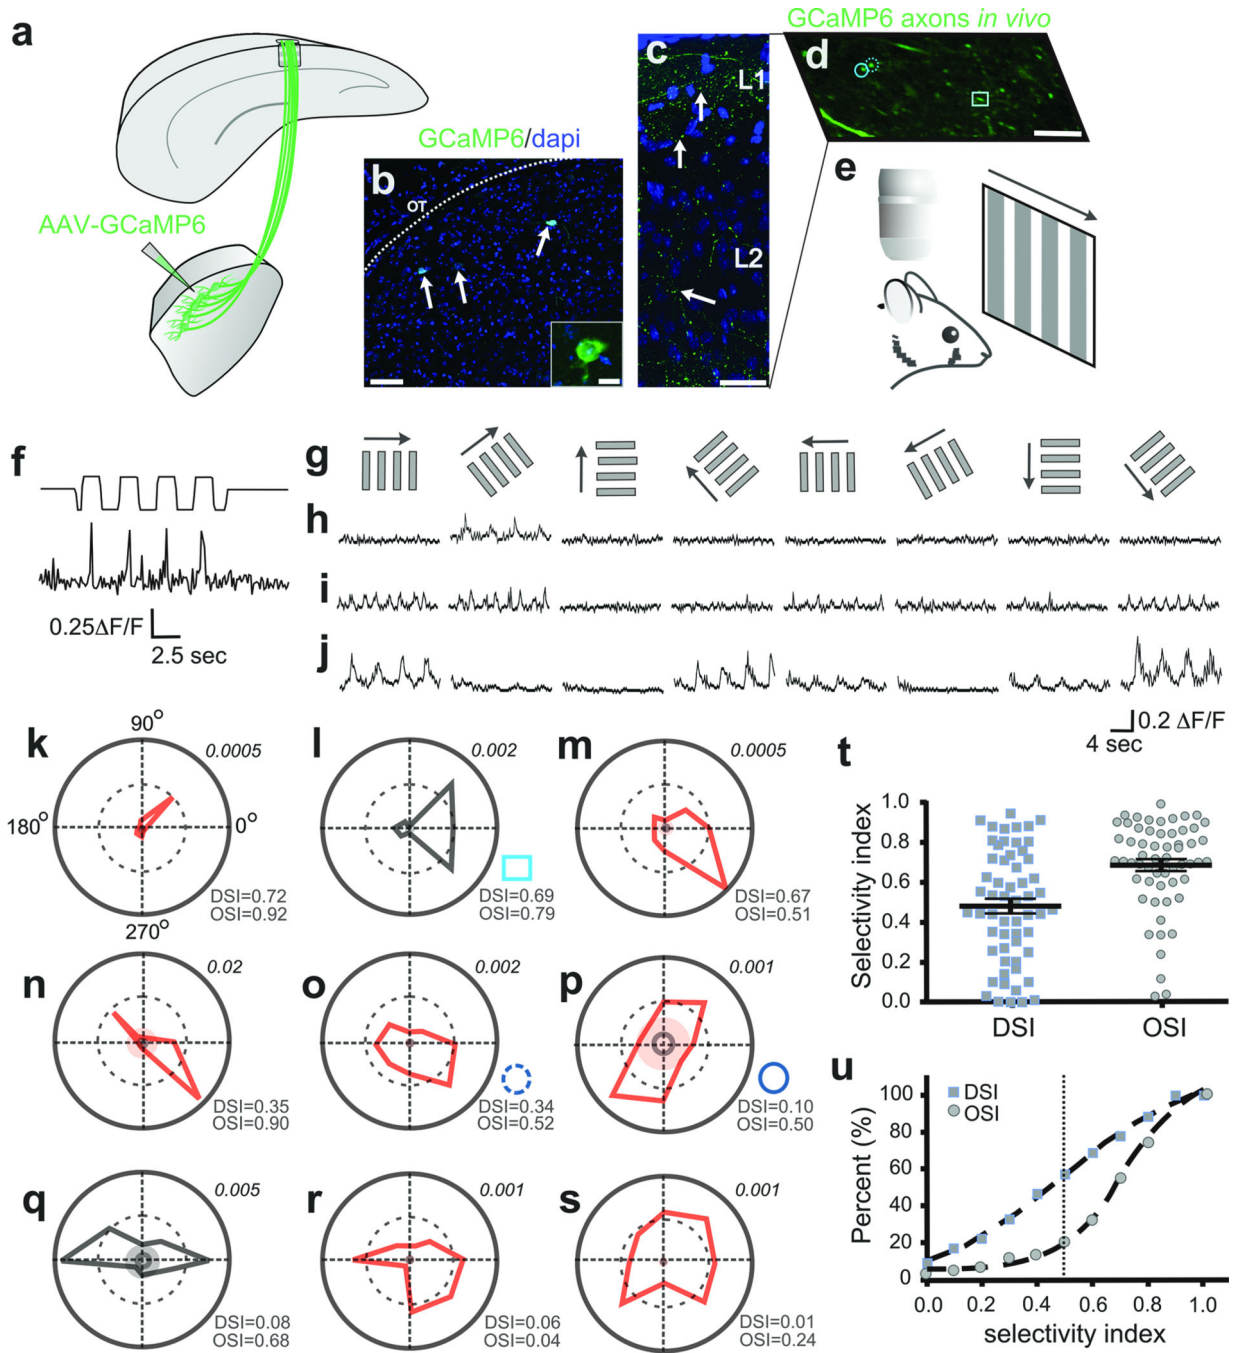 a
AAV-GCaMP6
GCaMP6/dapi
b
OT
c
L1
L2
GCaMP6 axons in vivo
d
e
f
0.25ΔF/F
2.5 sec
g
h
i
j
0.2 ΔF/F
4 sec
k
90°
0.0005
180°
0°
270°
DSI=0.72
OSI=0.92
l
0.002
DSI=0.69
OSI=0.79
m
0.0005
DSI=0.67
OSI=0.51
n
0.02
DSI=0.35
OSI=0.90
o
0.002
DSI=0.34
OSI=0.52
p
0.001
DSI=0.10
OSI=0.50
q
0.005
DSI=0.08
OSI=0.68
r
0.001
DSI=0.06
OSI=0.04
s
0.001
DSI=0.01
OSI=0.24
t
Selectivity index
1.0
0.8
0.6
0.4
0.2
0.0
DSI
OSI
u
DSI
OSI
Percent (%)
100
80
60
40
20
0
0.0
0.2
0.4
0.6
0.8
1.0
selectivity index